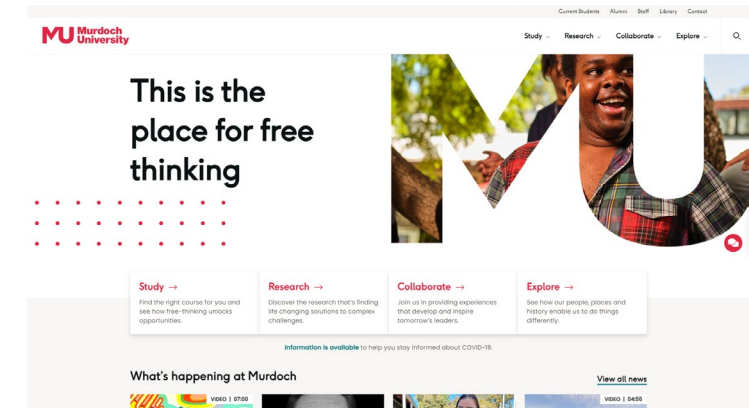 Current Students Alumni Staff Library Contact
MU Murdoch
University
Study Research Collaborate Explore
This is the
place for free
thinking
MU
Study → Research → Collaborate → Explore →
Find the right course for you and Discover the research that's finding Join us in providing experiences See how our people, places and
see how free-thinking unlocks life changing solutions to complex that develop and inspire history enable us to do things
opportunities. challenges. tomorrow's leaders. differently.
Information is available to help you stay informed about COVID-19.
What's happening at Murdoch View all news
VIDEO | 07:00 VIDEO | 04:55